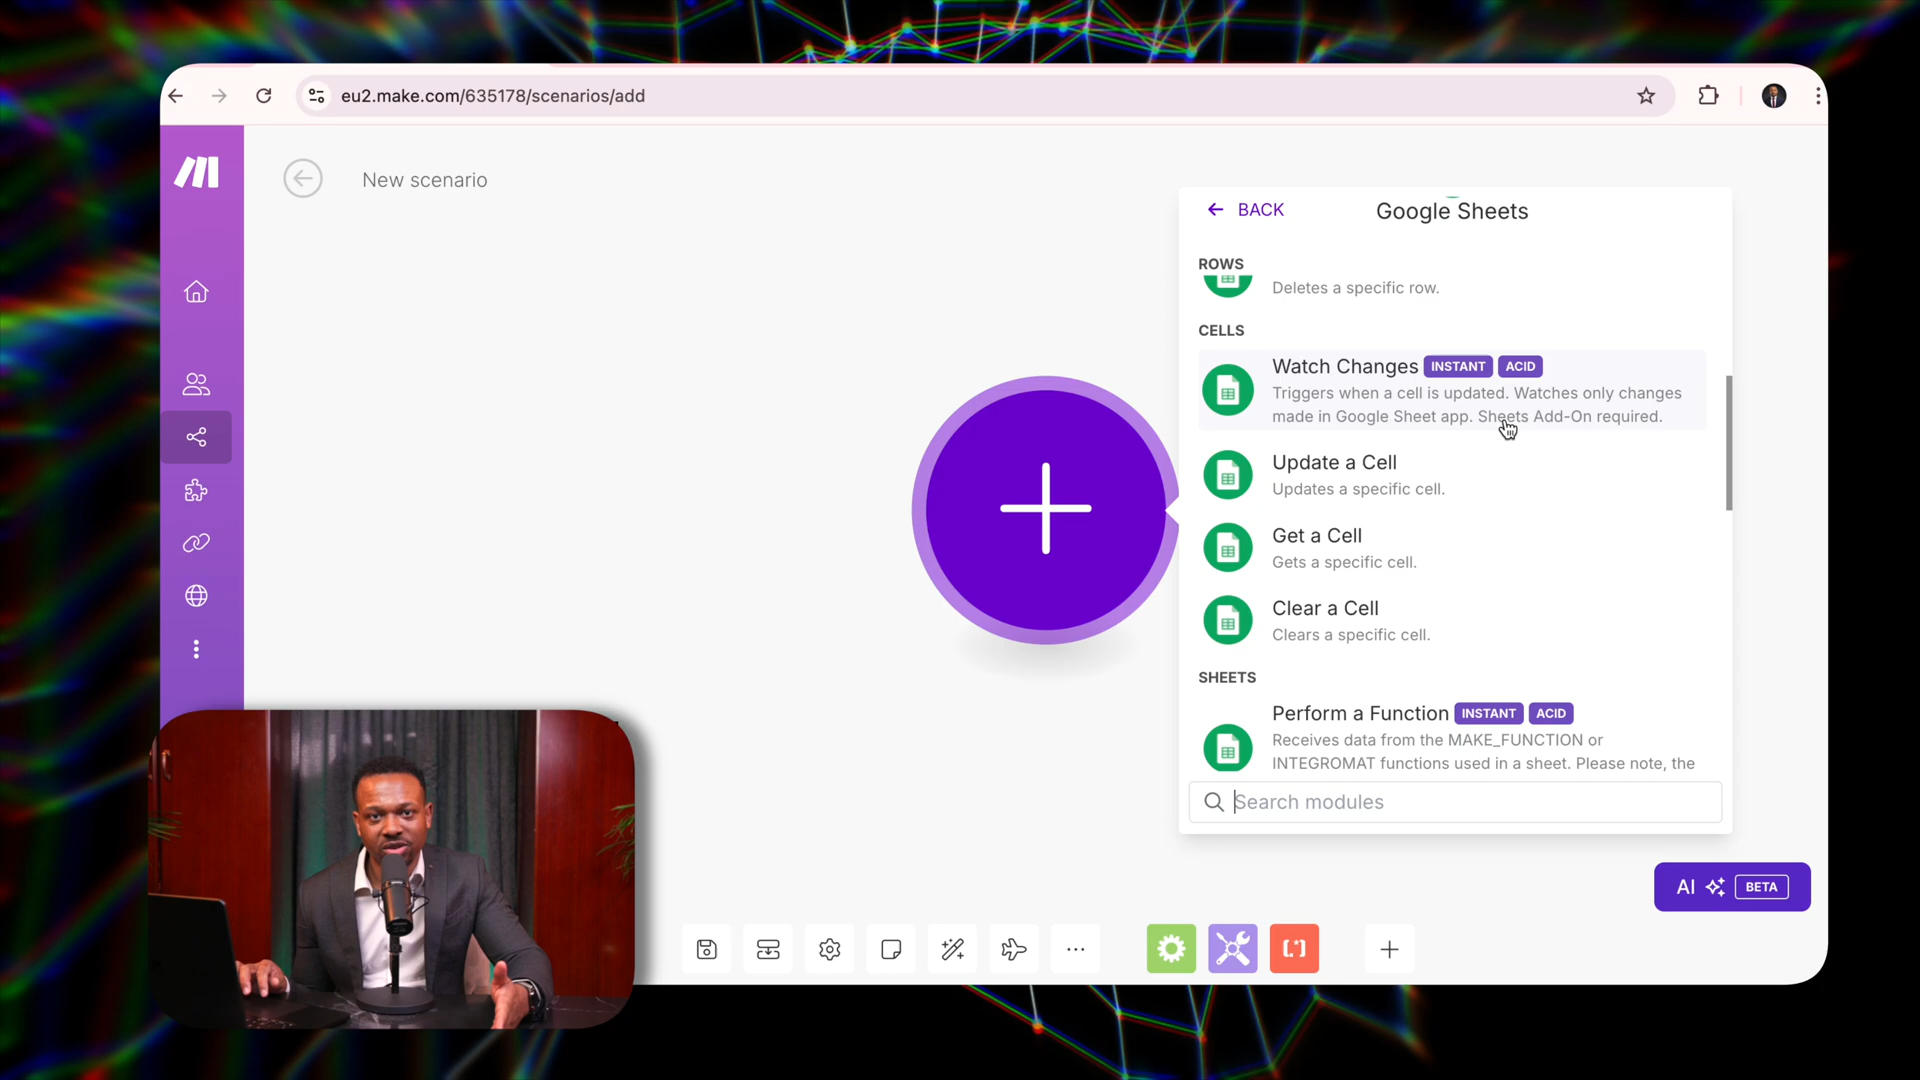 eu2.make.com/635178/scenarios/add
New scenario
BACK
Google Sheets
ROWS
Deletes a specific row.
CELLS
Watch Changes INSTANT ACID
Triggers when a cell is updated. Watches only changes
made in Google Sheet app. Sheets Add-On required.
Update a Cell
Updates a specific cell.
Get a Cell
Gets a specific cell.
Clear a Cell
Clears a specific cell.
SHEETS
Perform a Function INSTANT ACID
Receives data from the MAKE_FUNCTION or
INTEGROMAT functions used in a sheet. Please note, the
Search modules
AI BETA